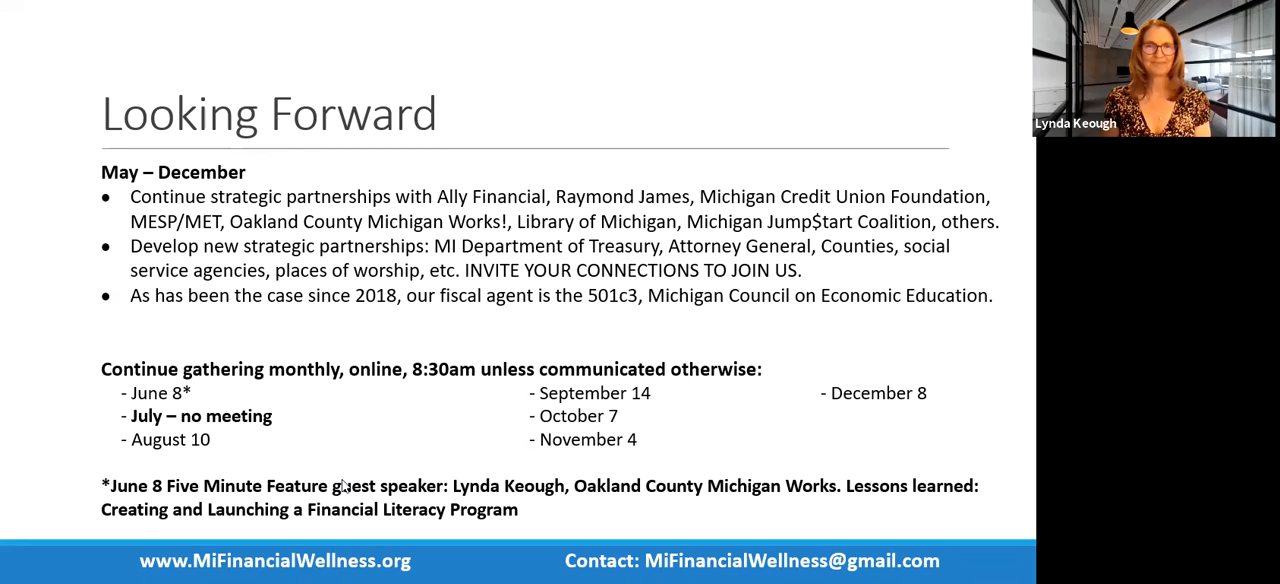 Looking Forward
Lynda Keough
May – December
● Continue strategic partnerships with Ally Financial, Raymond James, Michigan Credit Union Foundation,
MESP/MET, Oakland County Michigan Works!, Library of Michigan, Michigan Jump$tart Coalition, others.
● Develop new strategic partnerships: MI Department of Treasury, Attorney General, Counties, social
service agencies, places of worship, etc. INVITE YOUR CONNECTIONS TO JOIN US.
● As has been the case since 2018, our fiscal agent is the 501c3, Michigan Council on Economic Education.
Continue gathering monthly, online, 8:30am unless communicated otherwise:
- June 8*
- July – no meeting
- August 10
- September 14
- October 7
- November 4
- December 8
*June 8 Five Minute Feature guest speaker: Lynda Keough, Oakland County Michigan Works. Lessons learned:
Creating and Launching a Financial Literacy Program
www.MiFinancialWellness.org
Contact: MiFinancialWellness@gmail.com